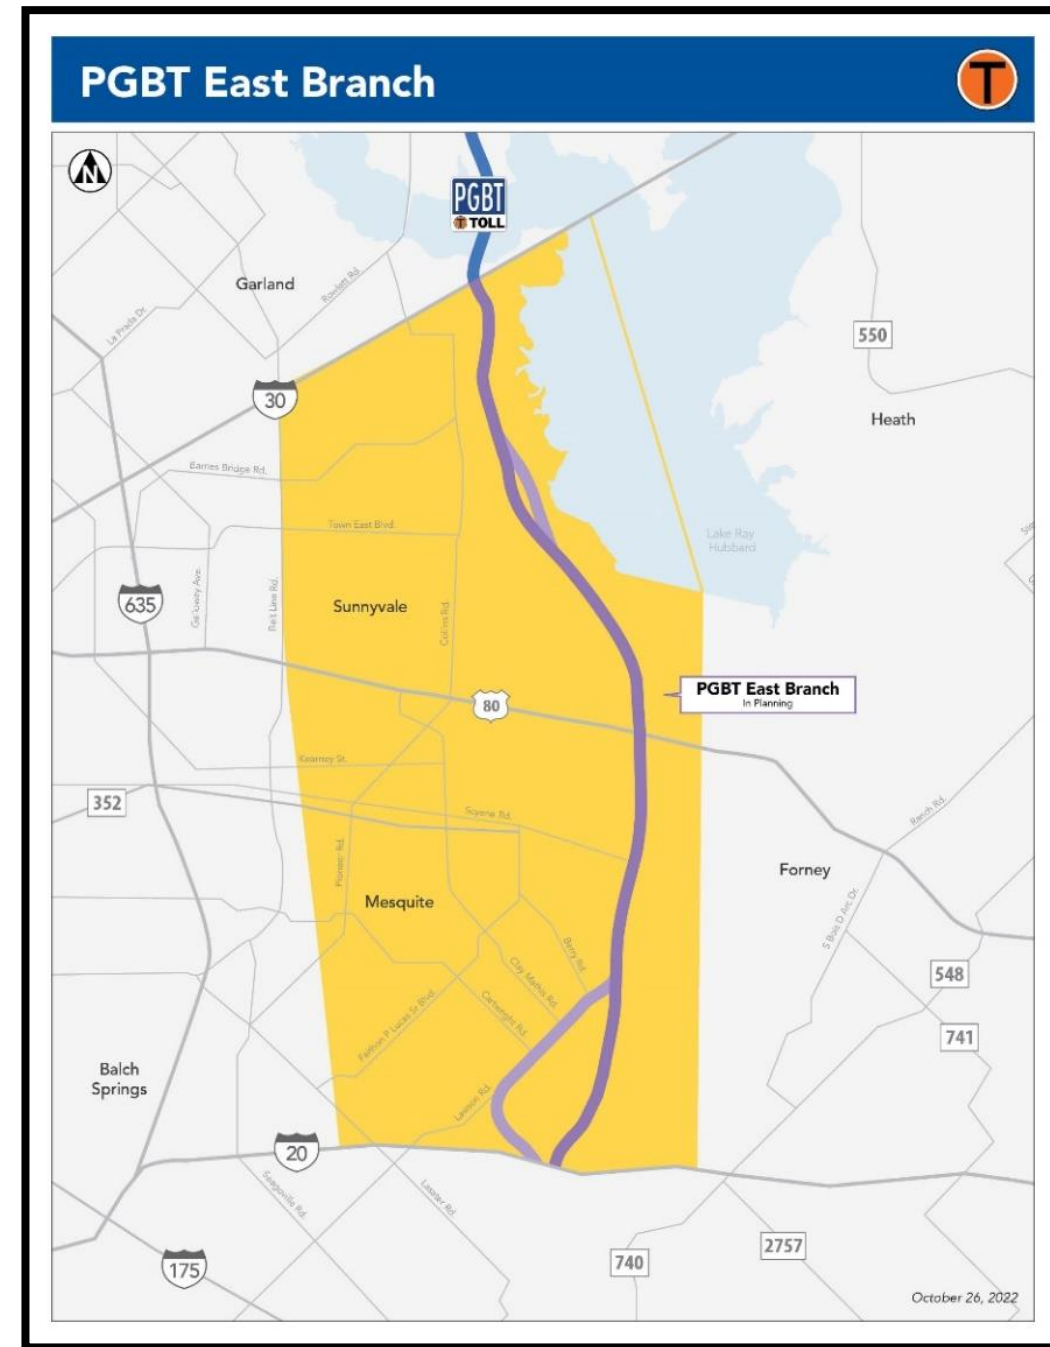 PGBT East Branch
T
N
PGBT
T TOLL
Garland
Rowlett Rd.
La Prada Dr.
550
30
Heath
Barnes Bridge Rd.
Town East Blvd.
Lake Ray
Hubbard
635
Galloway Ave.
Belt Line Rd.
Sunnyvale
Collins Rd.
PGBT East Branch
In Planning
80
Kearney St.
352
Scyene Rd.
Ranch Rd.
Pioneer Rd.
Forney
Mesquite
S Bois D Arc Dr.
Berry Rd.
Clay Mathis Rd.
548
Cartwright Rd.
Faithon P Lucas Sr Blvd.
741
Balch
Springs
Lawson Rd.
20
Seagoville Rd.
Lasater Rd.
2757
740
175
October 26, 2022